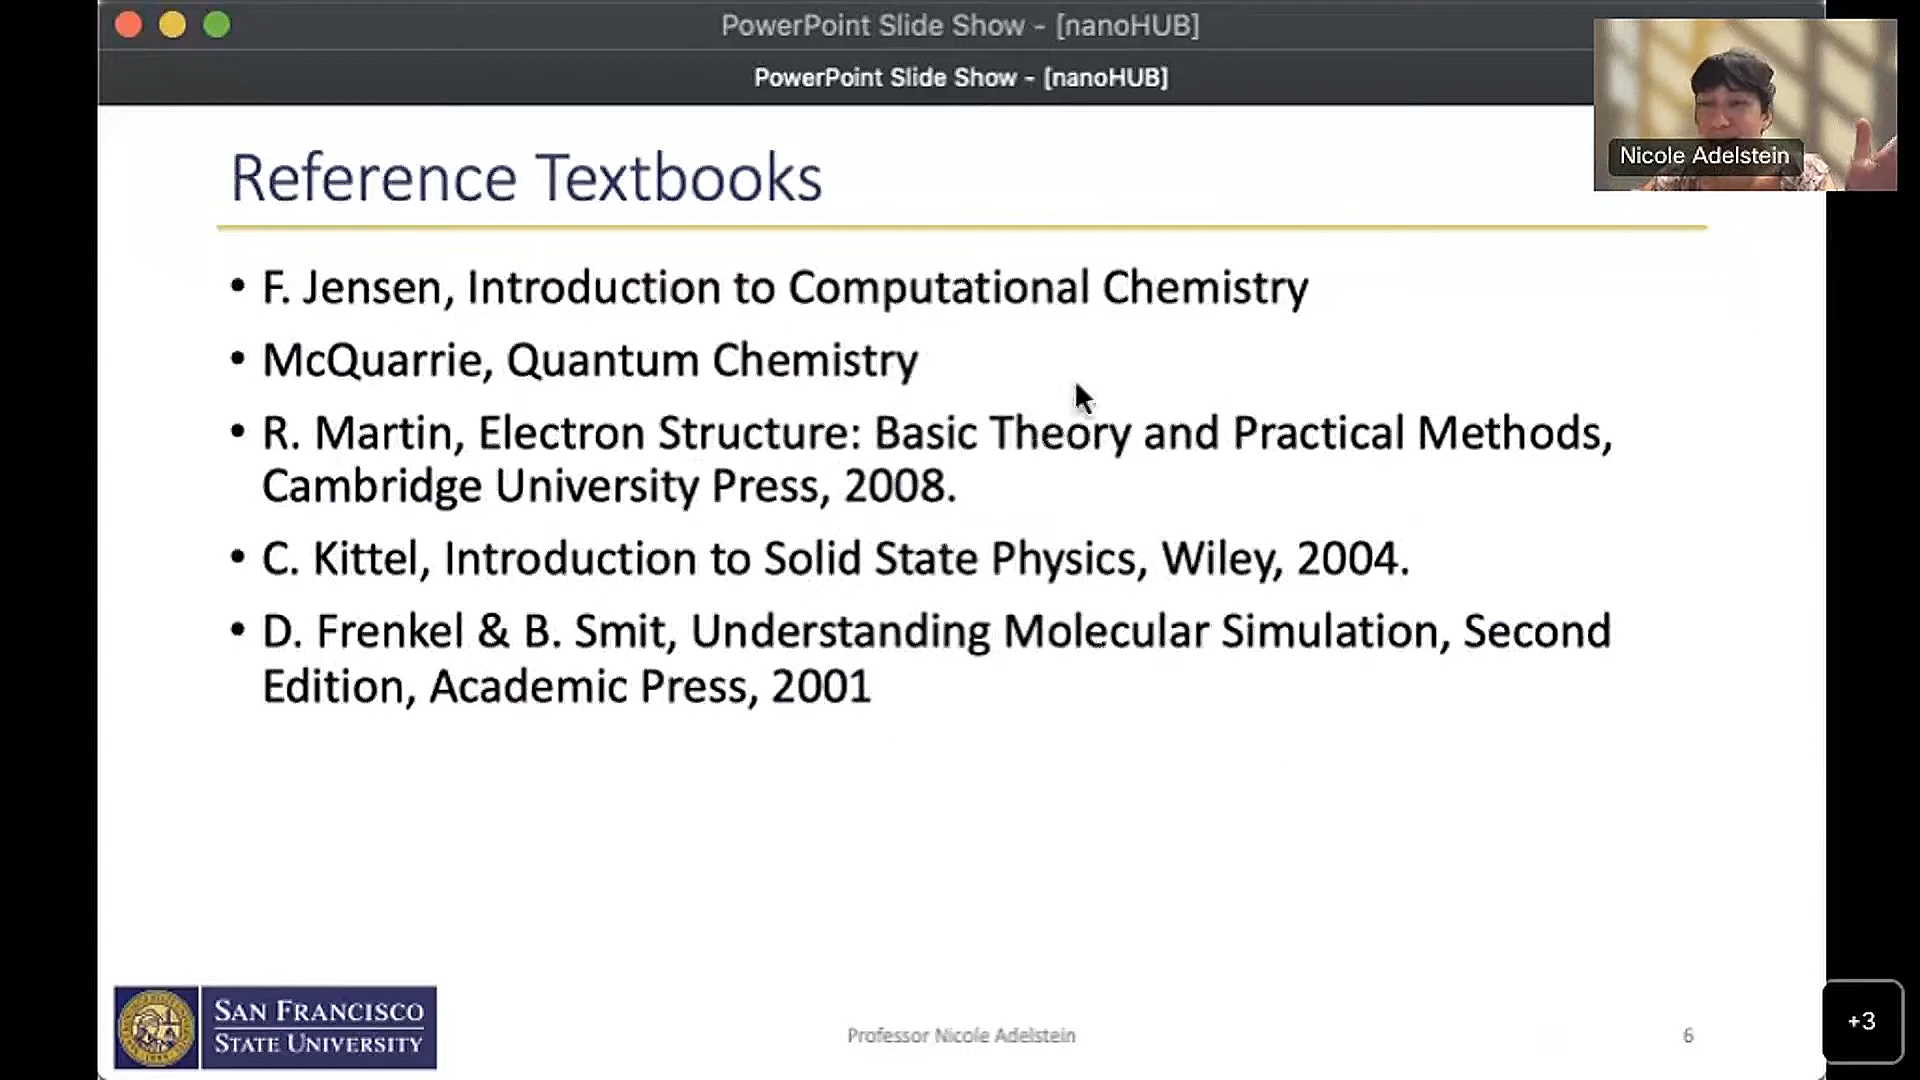 PowerPoint Slide Show - [nanoHUB]
PowerPoint Slide Show - [nanoHUB]
Nicole Adelstein
Reference Textbooks
• F. Jensen, Introduction to Computational Chemistry
• McQuarrie, Quantum Chemistry
• R. Martin, Electron Structure: Basic Theory and Practical Methods,
Cambridge University Press, 2008.
• C. Kittel, Introduction to Solid State Physics, Wiley, 2004.
• D. Frenkel & B. Smit, Understanding Molecular Simulation, Second
Edition, Academic Press, 2001
SAN FRANCISCO
STATE UNIVERSITY
Professor Nicole Adelstein
6
+3